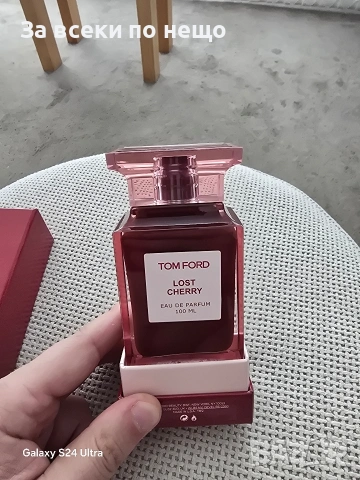 За всеки по нещо
TOM FORD
LOST
CHERRY
EAU DE PARFUM
100 ML
Galaxy S24 Ultra